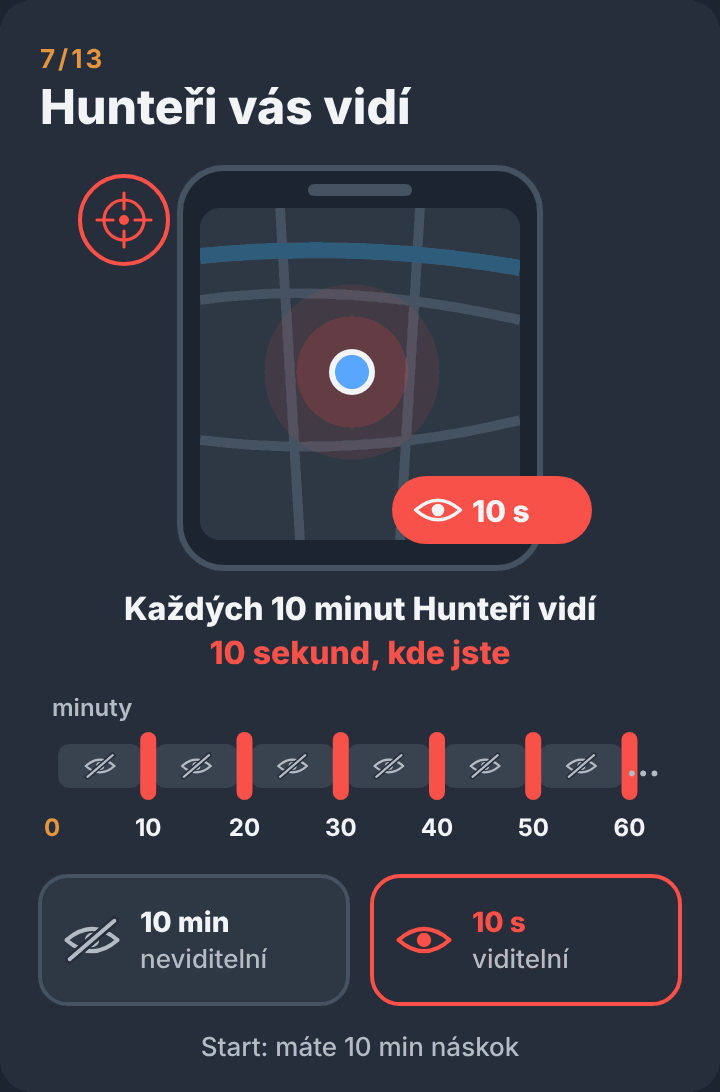 7/13
Hunteři vás vidí
10 s
Každých 10 minut Hunteři vidí
10 sekund, kde jste
minuty
...
0 10 20 30 40 50 60
10 min
neviditelní
10 s
viditelní
Start: máte 10 min náskok